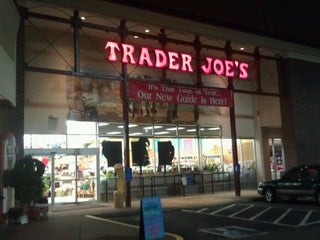 TRADER JOE'S
It's That Time of Year...
Our New Guide is Here!